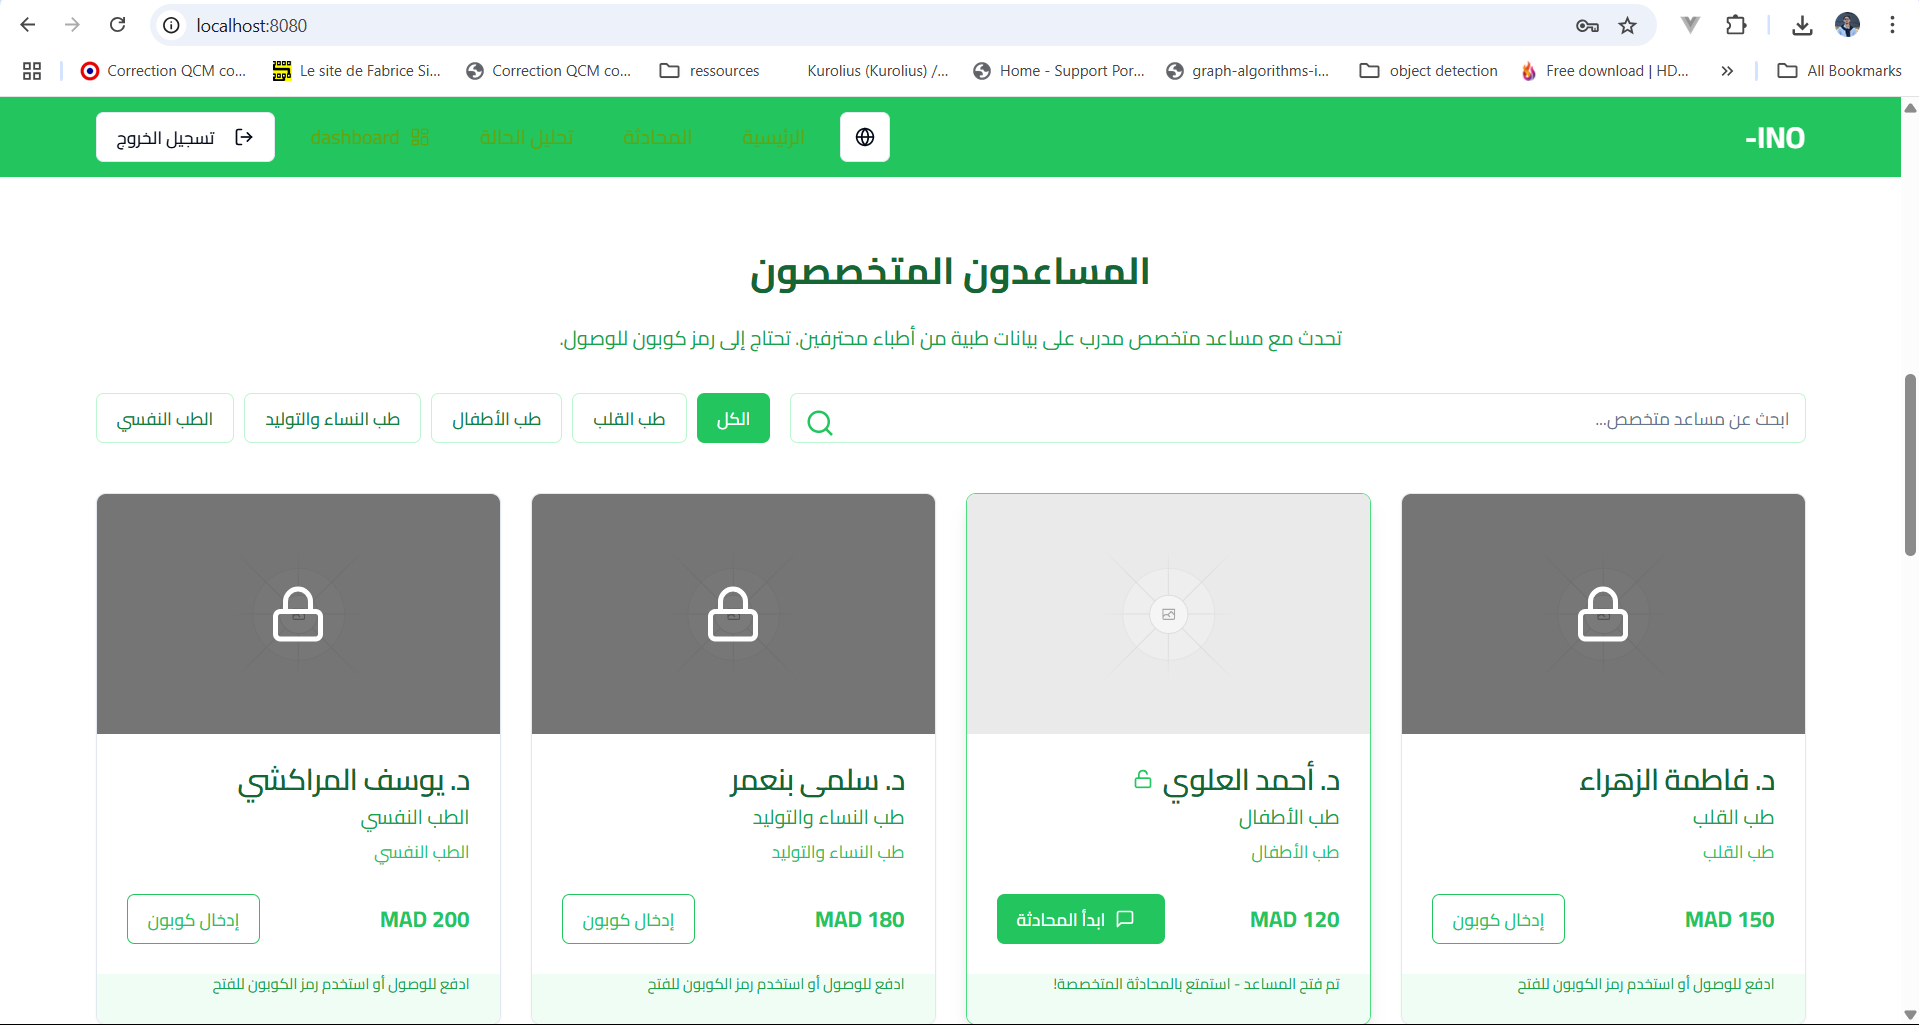 localhost:8080
Correction QCM co...
Le site de Fabrice Si...
Correction QCM co...
ressources
Kurolius (Kurolius) /...
Home - Support Por...
graph-algorithms-i...
object detection
Free download | HD...
All Bookmarks
-INO
الرئيسية
المحادثة
تحليل الحالة
dashboard
تسجيل الخروج
المساعدون المتخصصون
تحدث مع مساعد متخصص مدرب على بيانات طبية من أطباء محترفين. تحتاج إلى رمز كوبون للوصول.
ابحث عن مساعد متخصص...
الكل
طب القلب
طب الأطفال
طب النساء والتوليد
الطب النفسي
د. فاطمة الزهراء
طب القلب
طب القلب
MAD 150
إدخال كوبون
ادفع للوصول أو استخدم رمز الكوبون للفتح
د. أحمد العلوي
طب الأطفال
طب الأطفال
MAD 120
ابدأ المحادثة
تم فتح المساعد - استمتع بالمحادثة المتخصصة!
د. سلمى بنعمر
طب النساء والتوليد
طب النساء والتوليد
MAD 180
إدخال كوبون
ادفع للوصول أو استخدم رمز الكوبون للفتح
د. يوسف المراكشي
الطب النفسي
الطب النفسي
MAD 200
إدخال كوبون
ادفع للوصول أو استخدم رمز الكوبون للفتح